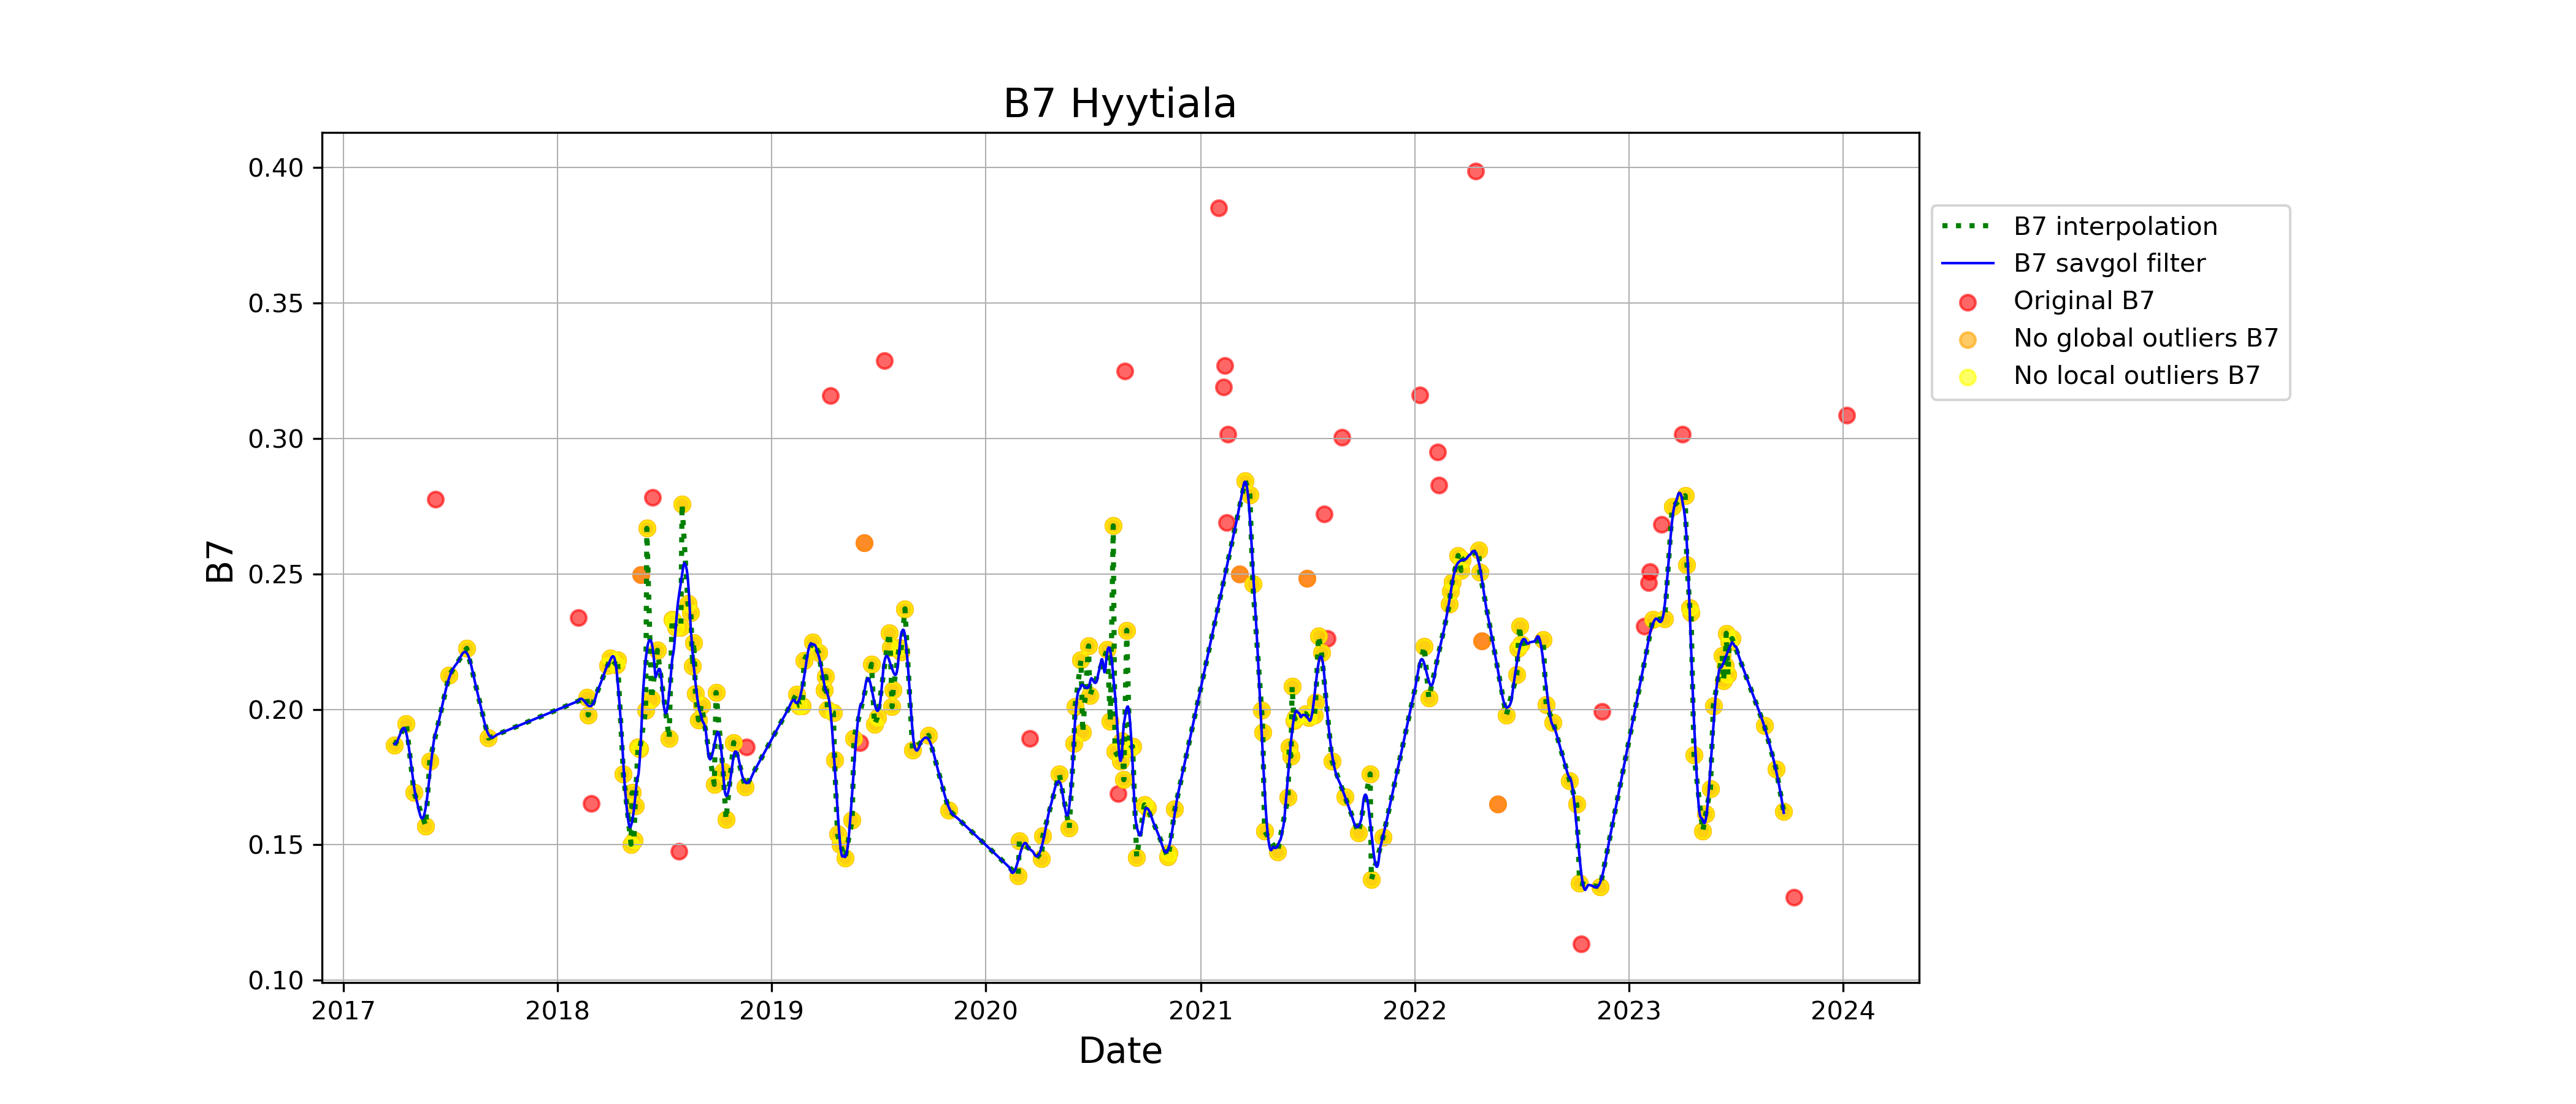 B7 Hyytiala
0.40
0.35
0.30
0.25
0.20
0.15
0.10
B7
2017 2018 2019 2020 2021 2022 2023 2024
Date
B7 interpolation
B7 savgol filter
Original B7
No global outliers B7
No local outliers B7